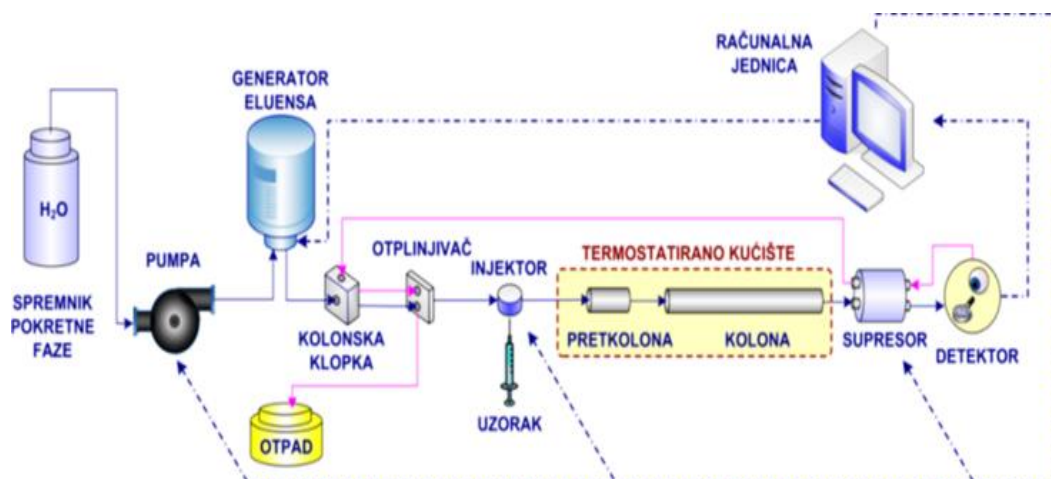 RAČUNALNA
JEDNICA
GENERATOR
ELUENSA
H₂O
PUMPA
SPREMNIK
POKRETNE
FAZE
OTPLINJIVAČ
INJEKTOR
TERMOSTATIRANO KUĆIŠTE
KOLONSKA
KLOPKA
PRETKOLONA
KOLONA
SUPRESOR
DETEKTOR
UZORAK
OTPAD